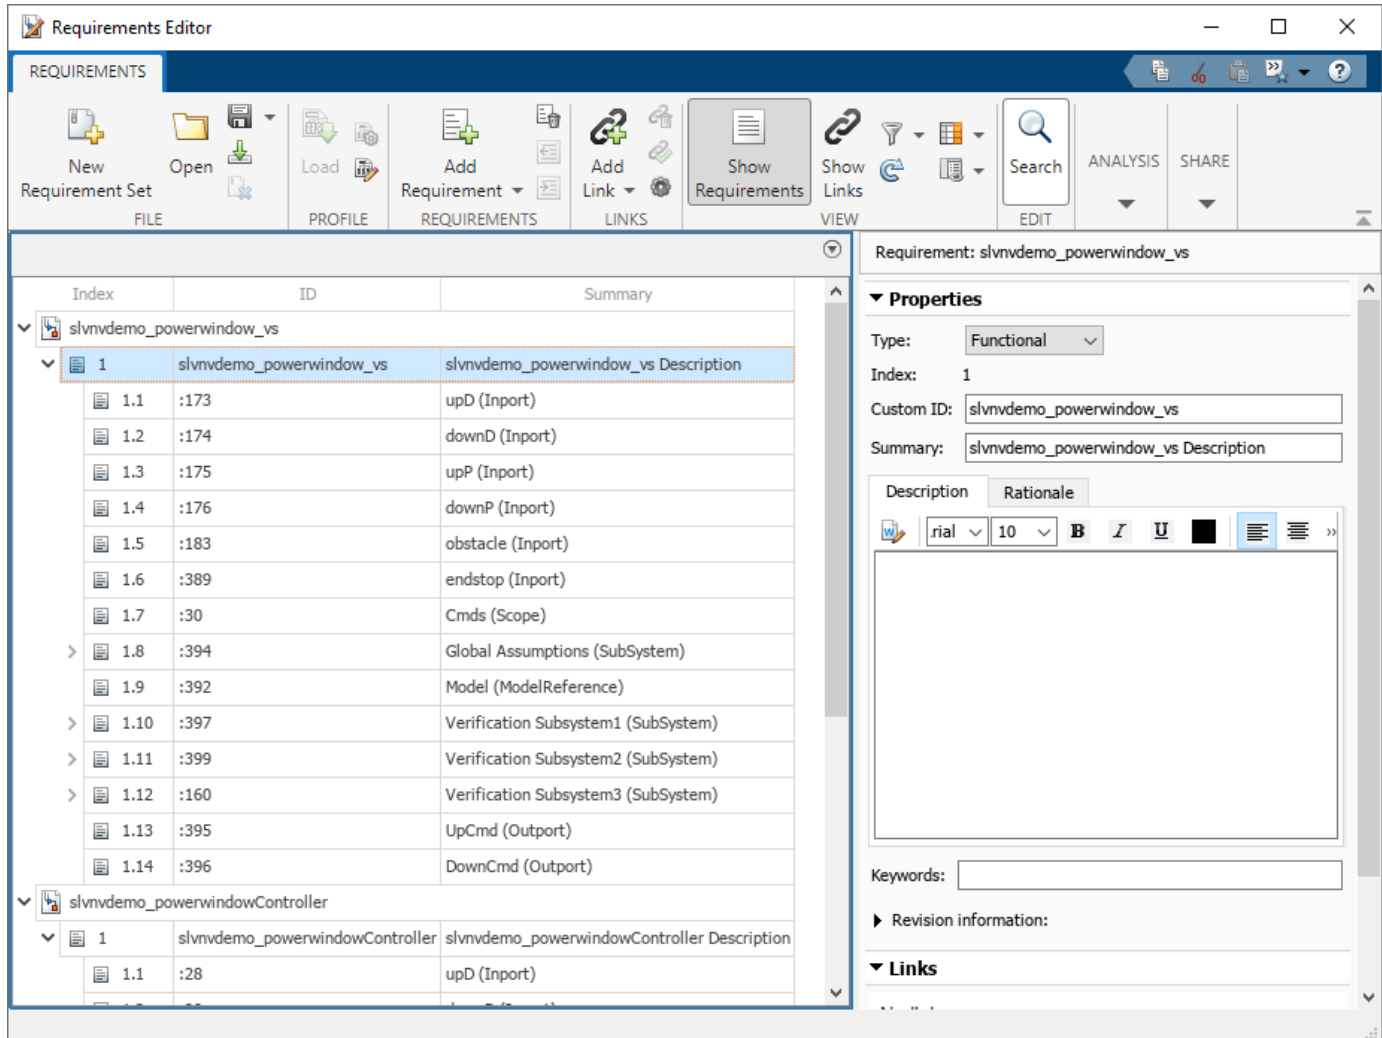 Requirements Editor
REQUIREMENTS
New Requirement Set
Open
FILE
Load
PROFILE
Add Requirement
REQUIREMENTS
Add Link
LINKS
Show Requirements
Show Links
VIEW
Search
EDIT
ANALYSIS
SHARE
Index ID Summary
slvnvdemo_powerwindow_vs
1 slvnvdemo_powerwindow_vs slvnvdemo_powerwindow_vs Description
1.1 :173 upD (Inport)
1.2 :174 downD (Inport)
1.3 :175 upP (Inport)
1.4 :176 downP (Inport)
1.5 :183 obstacle (Inport)
1.6 :389 endstop (Inport)
1.7 :30 Cmds (Scope)
1.8 :394 Global Assumptions (SubSystem)
1.9 :392 Model (ModelReference)
1.10 :397 Verification Subsystem1 (SubSystem)
1.11 :399 Verification Subsystem2 (SubSystem)
1.12 :160 Verification Subsystem3 (SubSystem)
1.13 :395 UpCmd (Outport)
1.14 :396 DownCmd (Outport)
slvnvdemo_powerwindowController
1 slvnvdemo_powerwindowController slvnvdemo_powerwindowController Description
1.1 :28 upD (Inport)
Requirement: slvnvdemo_powerwindow_vs
Properties
Type: Functional
Index: 1
Custom ID: slvnvdemo_powerwindow_vs
Summary: slvnvdemo_powerwindow_vs Description
Description Rationale
rial 10 B I U
Keywords:
Revision information:
Links